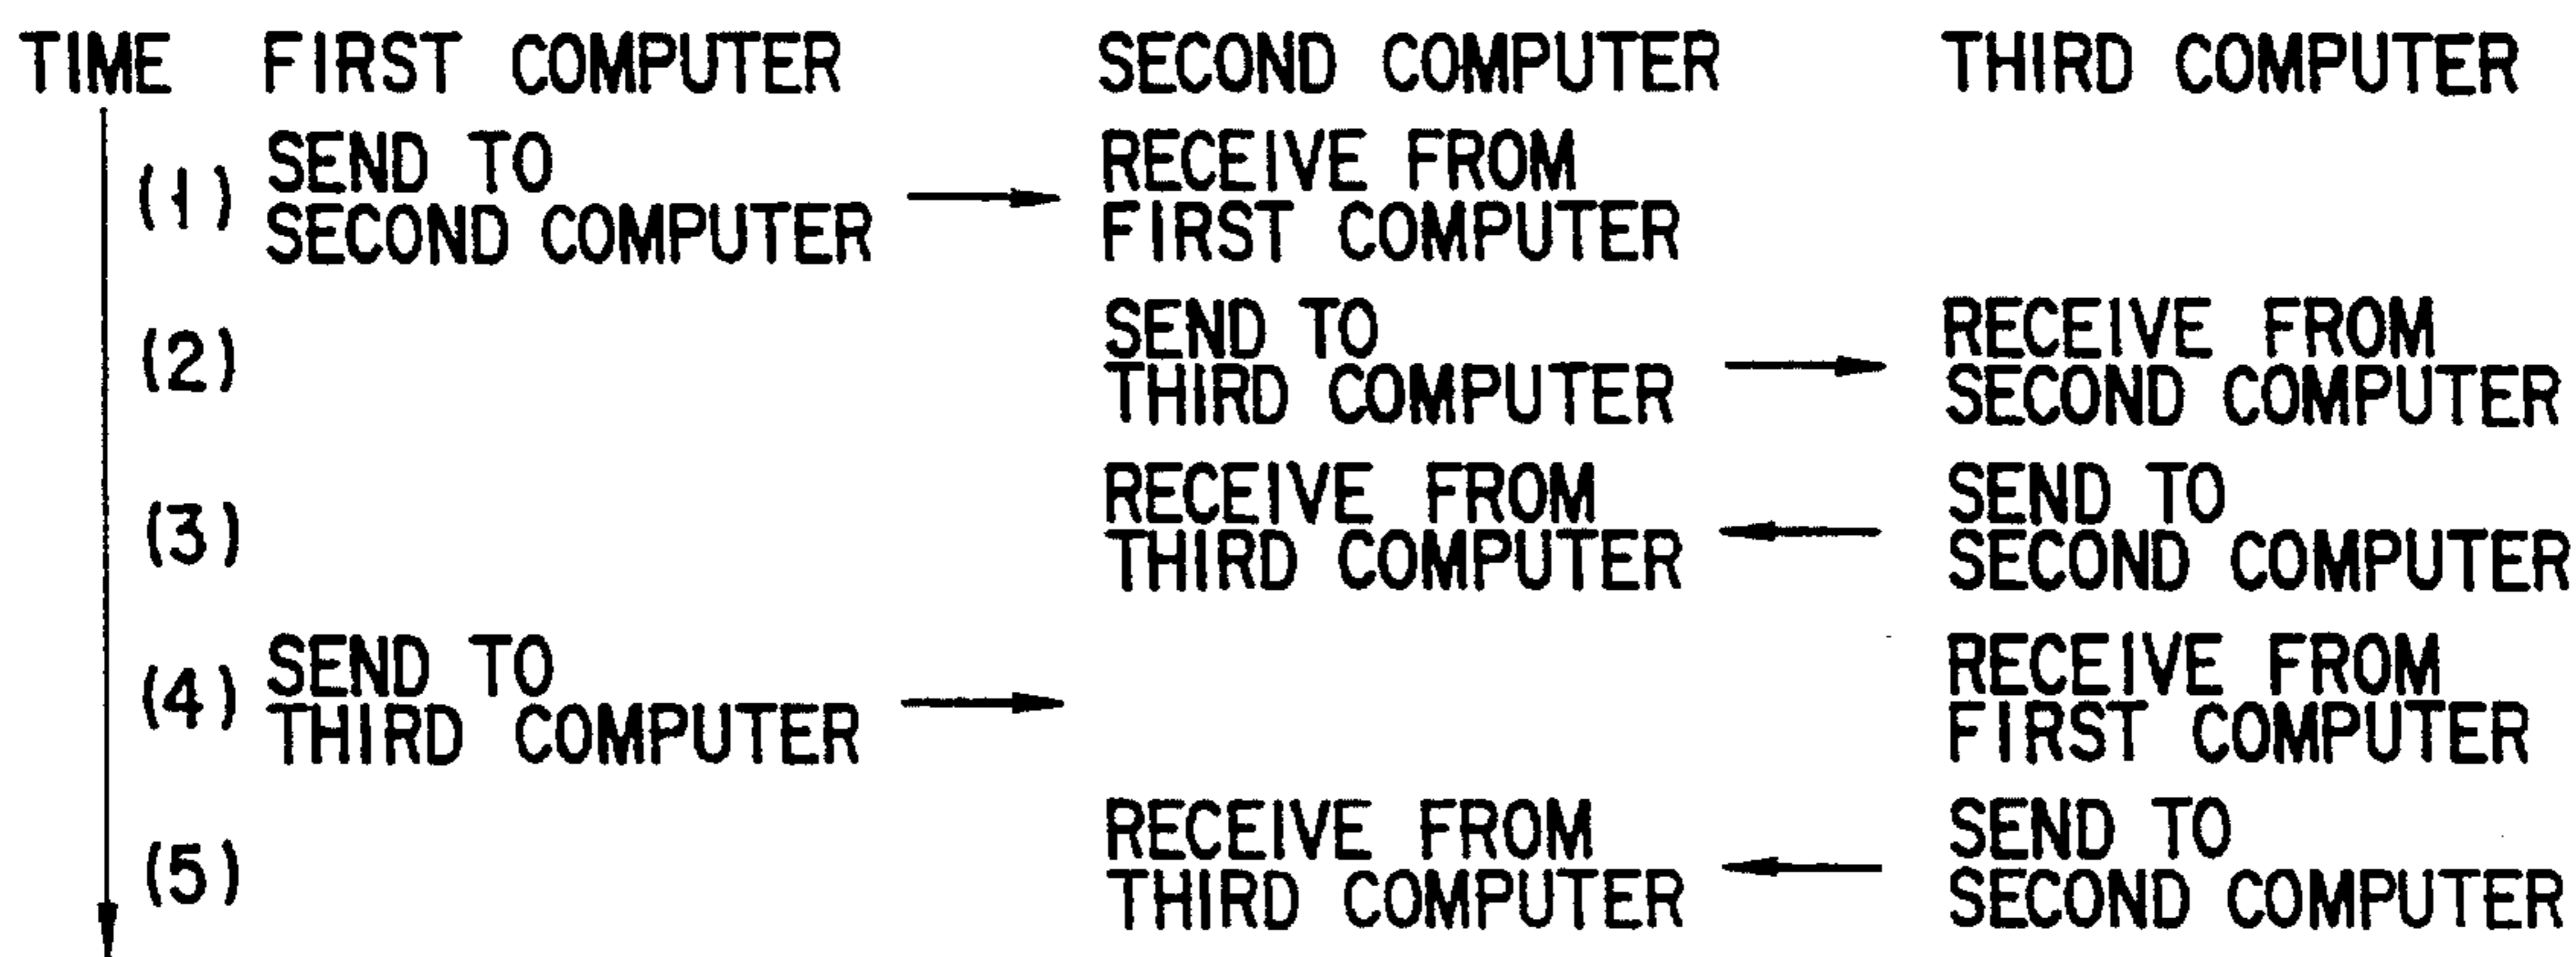 TIME FIRST COMPUTER SECOND COMPUTER THIRD COMPUTER
(1) SEND TO SECOND COMPUTER RECEIVE FROM FIRST COMPUTER
(2) SEND TO THIRD COMPUTER RECEIVE FROM SECOND COMPUTER
(3) RECEIVE FROM THIRD COMPUTER SEND TO SECOND COMPUTER
(4) SEND TO THIRD COMPUTER RECEIVE FROM FIRST COMPUTER
(5) RECEIVE FROM THIRD COMPUTER SEND TO SECOND COMPUTER